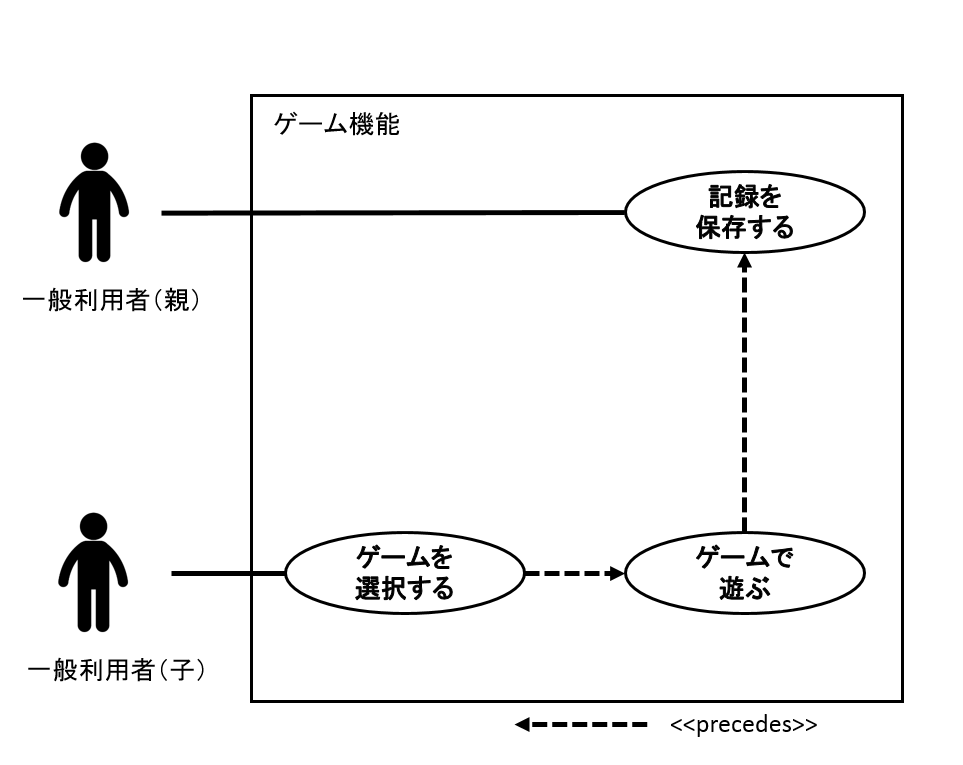 ゲーム機能
記録を
保存する
一般利用者(親)
ゲームを
選択する
ゲームで
遊ぶ
一般利用者(子)
<<precedes>>